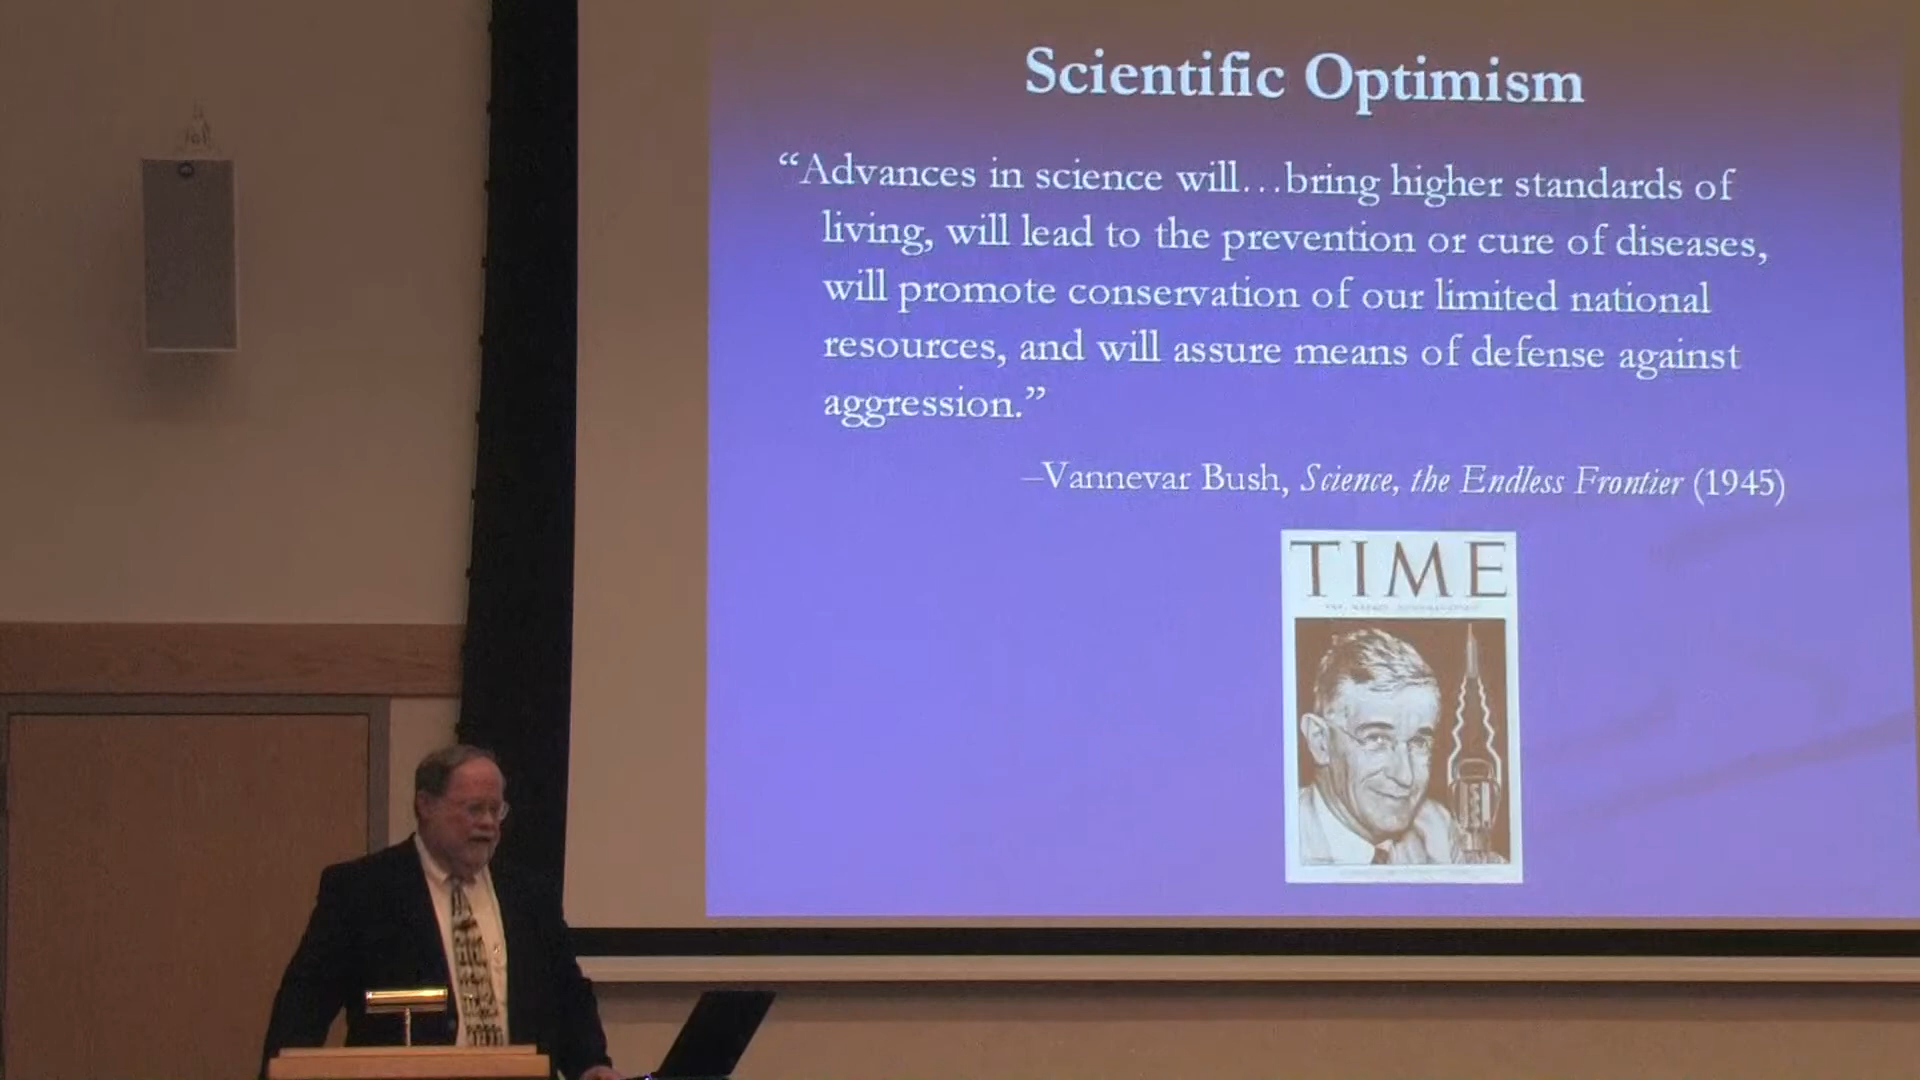 Scientific Optimism
“Advances in science will…bring higher standards of
living, will lead to the prevention or cure of diseases,
will promote conservation of our limited national
resources, and will assure means of defense against
aggression.”
–Vannevar Bush, Science, the Endless Frontier (1945)
TIME